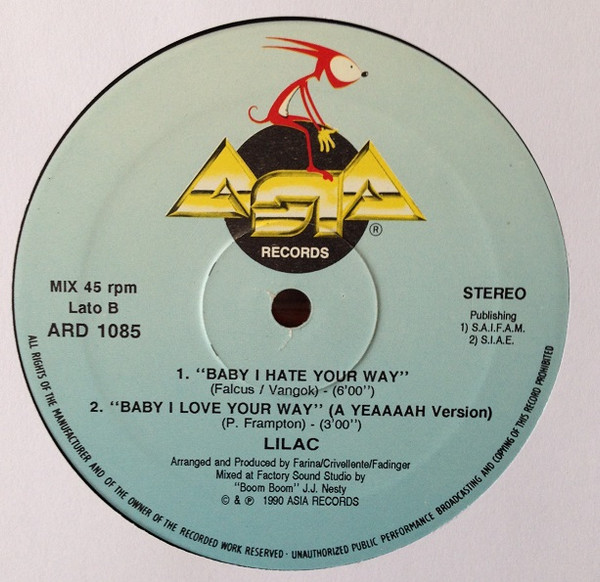 ASIA
®
RECORDS
MIX 45 rpm
Lato B
ARD 1085
STEREO
Publishing
1) S.A.I.F.A.M.
2) S.I.A.E.
1. “BABY I HATE YOUR WAY”
(Falcus / Vangok) - (6'00'')
2. “BABY I LOVE YOUR WAY” (A YEAAAAH Version)
(P. Frampton) - (3'00'')
LILAC
Arranged and Produced by Farina/Crivellente/Fadinger
Mixed at Factory Sound Studio by
“Boom Boom” J.J. Nesty
© & ℗ 1990 ASIA RECORDS
ALL RIGHTS OF THE MANUFACTURER AND OF THE OWNER OF THE RECORDED WORK RESERVED · UNAUTHORIZED PUBLIC PERFORMANCE BROADCASTING AND COPYING OF THIS RECORD PROHIBITED